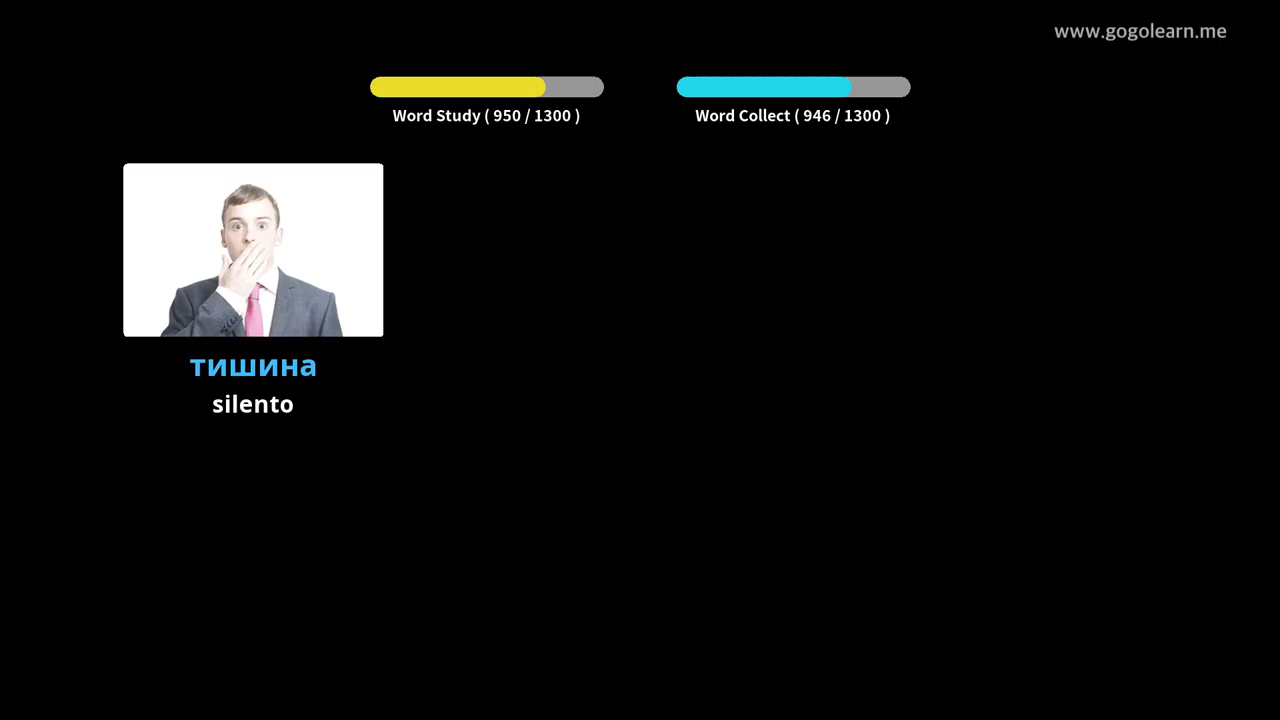 www.gogolearn.me
Word Study ( 950 / 1300 )
Word Collect ( 946 / 1300 )
тишина
silento